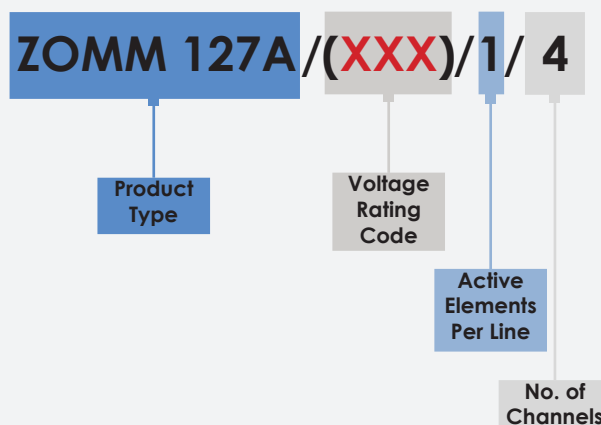 ZOMM 127A/(XXX)/1/4
Product
Type
Voltage
Rating
Code
Active
Elements
Per Line
No. of
Channels